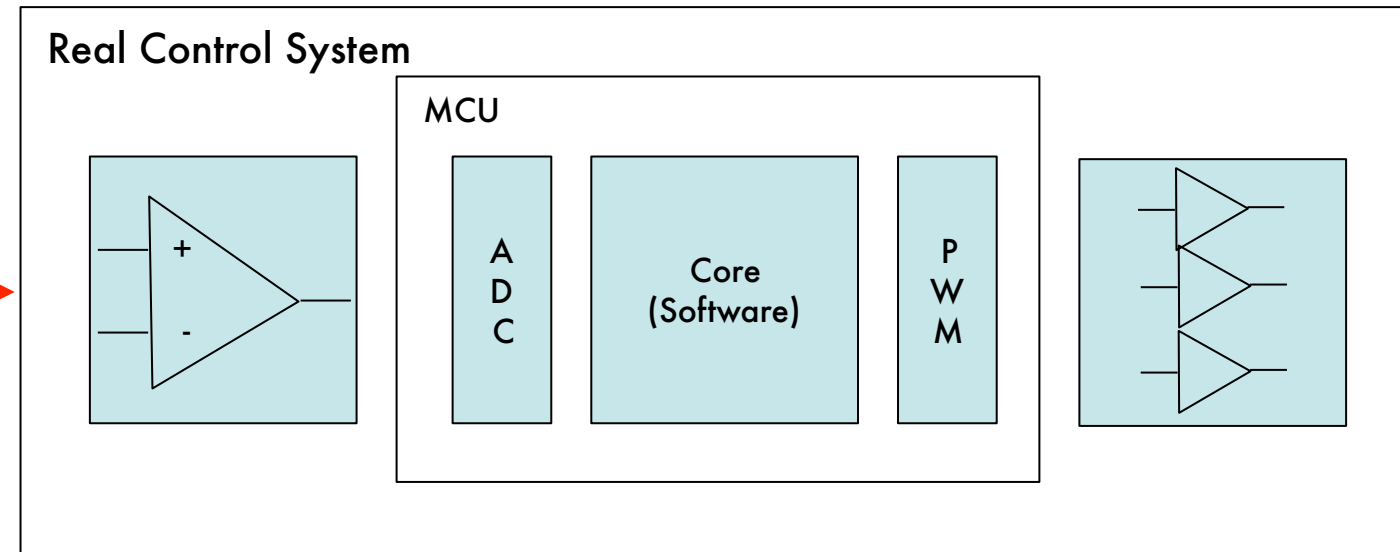 Real Control System
MCU
+
-
A
D
C
Core
(Software)
P
W
M